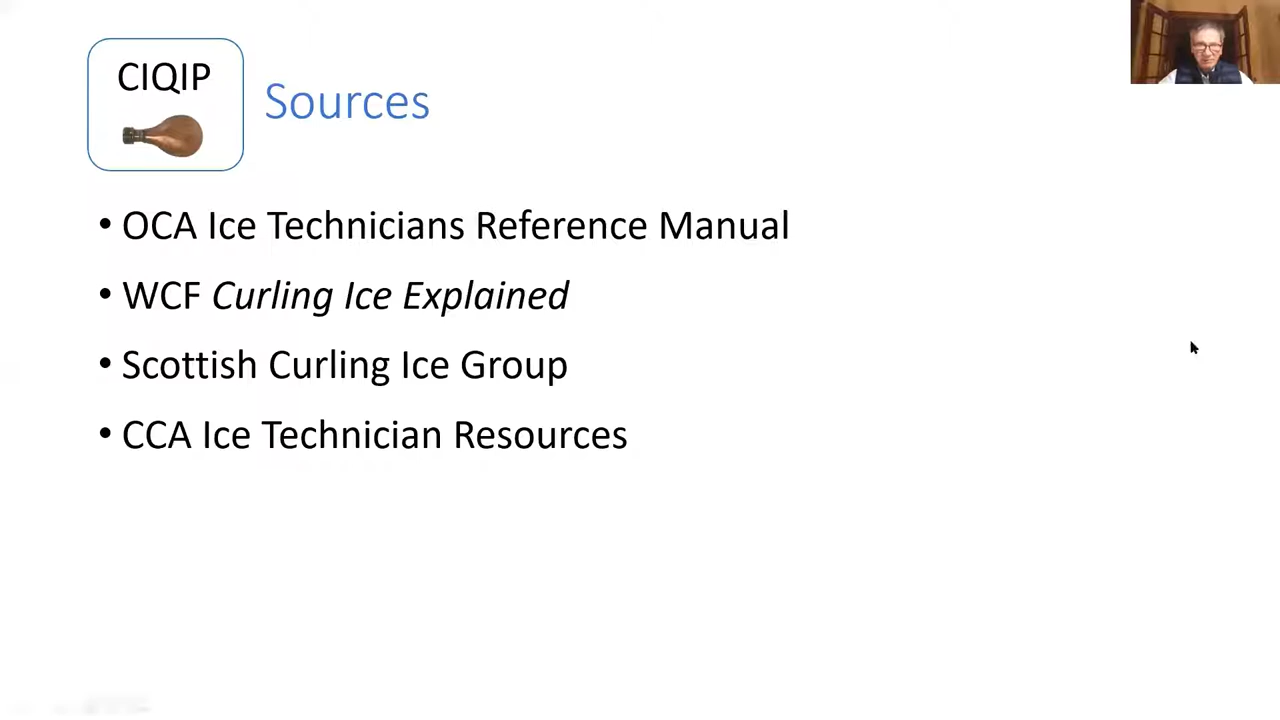 CIQIP
Sources
• OCA Ice Technicians Reference Manual
• WCF Curling Ice Explained
• Scottish Curling Ice Group
• CCA Ice Technician Resources